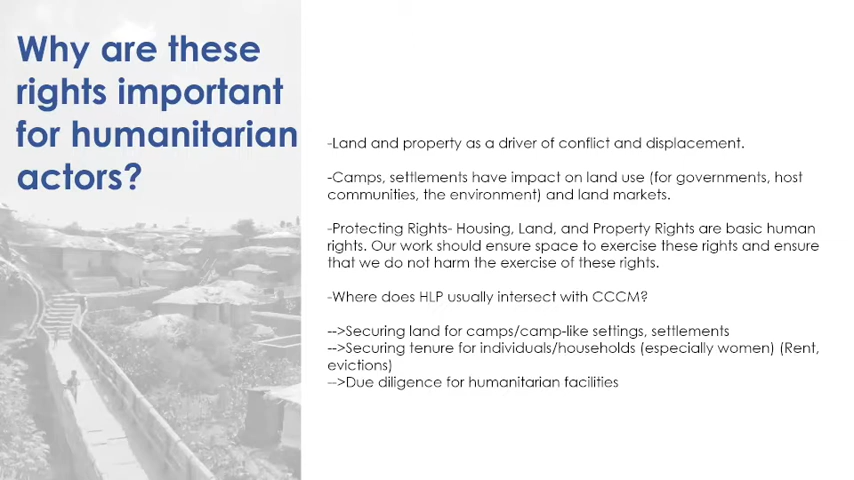 Why are these
rights important
for humanitarian
actors?
-Land and property as a driver of conflict and displacement.
-Camps, settlements have impact on land use (for governments, host
communities, the environment) and land markets.
-Protecting Rights- Housing, Land, and Property Rights are basic human
rights. Our work should ensure space to exercise these rights and ensure
that we do not harm the exercise of these rights.
-Where does HLP usually intersect with CCCM?
-->Securing land for camps/camp-like settings, settlements
-->Securing tenure for individuals/households (especially women) (Rent,
evictions)
-->Due diligence for humanitarian facilities